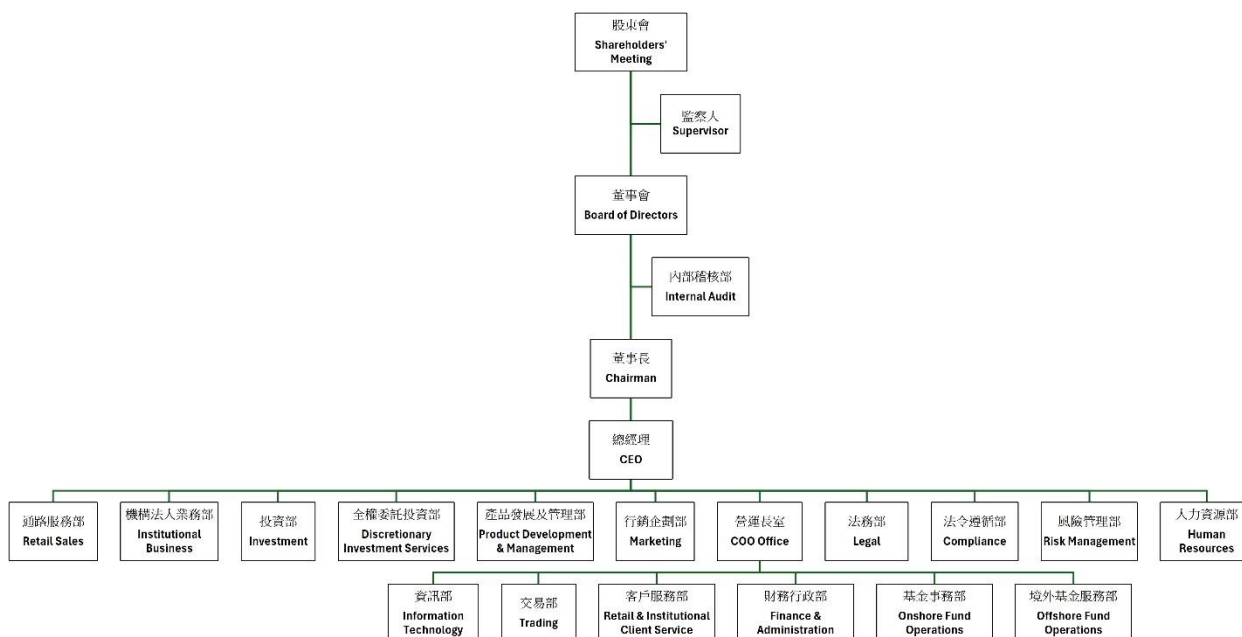 股東會
Shareholders'
Meeting
監察人
Supervisor
董事會
Board of Directors
內部稽核部
Internal Audit
董事長
Chairman
總經理
CEO
通路服務部
Retail Sales
機構法人業務部
Institutional
Business
投資部
Investment
全權委託投資部
Discretionary
Investment Services
產品發展及管理部
Product Development
& Management
行銷企劃部
Marketing
營運長室
COO Office
法務部
Legal
法令遵循部
Compliance
風險管理部
Risk Management
人力資源部
Human
Resources
資訊部
Information
Technology
交易部
Trading
客戶服務部
Retail & Institutional
Client Service
財務行政部
Finance &
Administration
基金事務部
Onshore Fund
Operations
境外基金服務部
Offshore Fund
Operations